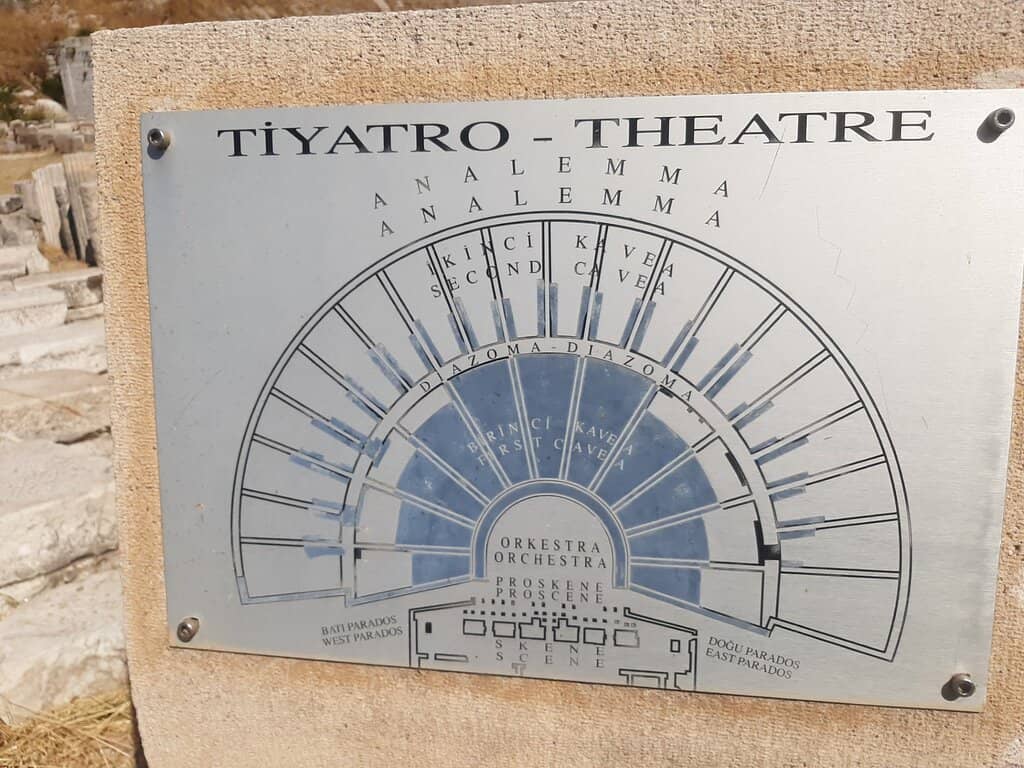 TİYATRO - THEATRE
ANALEMMA
ANALEMMA
İKİNCİ KAVEA
SECOND CAVEA
DIAZOMA-DIAZOMA
BİRİNCİ KAVEA
FIRST CAVEA
ORKESTRA
ORCHESTRA
PROSKENE
PROSCENE
SKENE
SCENE
BATI PARADOS
WEST PARADOS
DOĞU PARADOS
EAST PARADOS